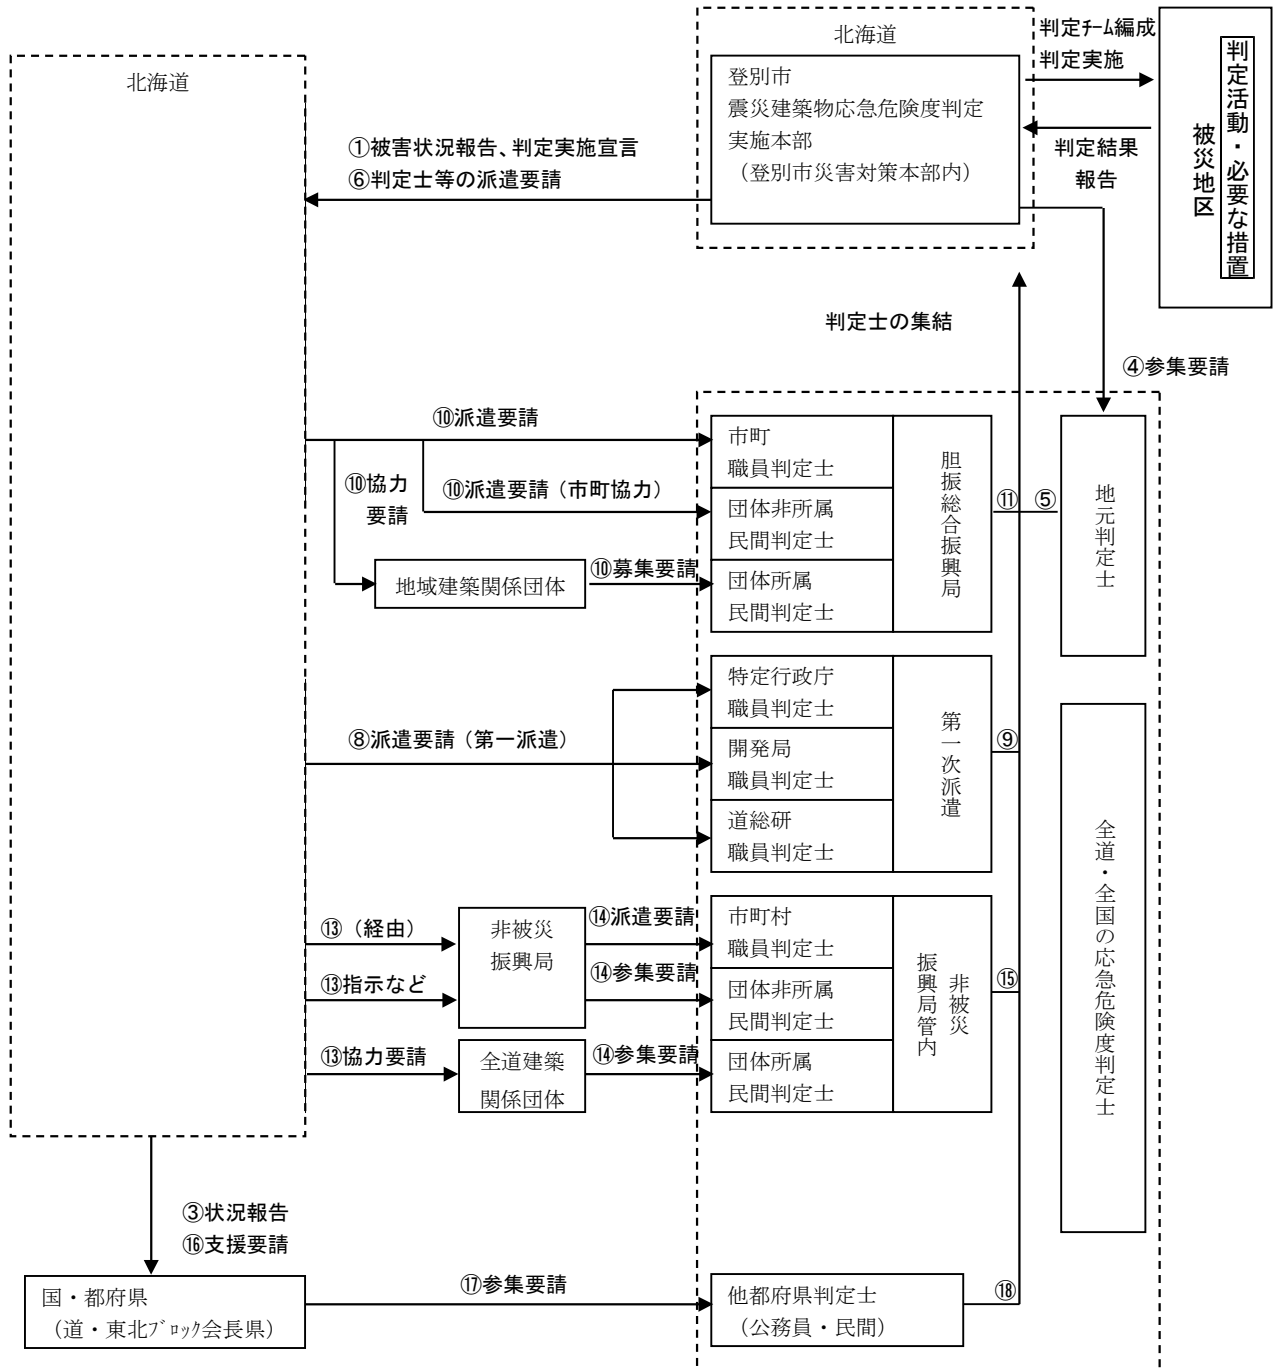 北海道
北海道
登別市
震災建築物応急危険度判定
実施本部
（登別市災害対策本部内）
判定ﾁｰﾑ編成
判定実施
判定結果
報告
判定活動・必要な措置
被災地区
①被害状況報告、判定実施宣言
⑥判定士等の派遣要請
判定士の集結
④参集要請
⑩派遣要請
⑩協力
要請
⑩派遣要請（市町協力）
地域建築関係団体
⑩募集要請
市町
職員判定士
団体非所属
民間判定士
団体所属
民間判定士
胆振総合振興局
⑪
⑤
地元判定士
⑧派遣要請（第一派遣）
特定行政庁
職員判定士
開発局
職員判定士
道総研
職員判定士
第一次派遣
⑨
全道・全国の応急危険度判定士
⑬（経由）
⑬指示など
非被災
振興局
⑭派遣要請
⑭参集要請
⑬協力要請
全道建築
関係団体
⑭参集要請
市町村
職員判定士
団体非所属
民間判定士
団体所属
民間判定士
非被災
振興局管内
⑮
③状況報告
⑯支援要請
国・都府県
（道・東北ﾌﾞﾛｯｸ会長県）
⑰参集要請
他都府県判定士
（公務員・民間）
⑱